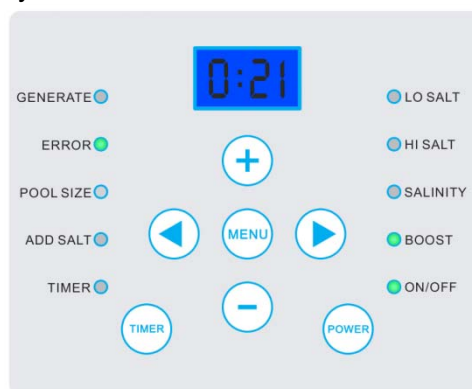 0:21
GENERATE
LO SALT
ERROR
HI SALT
POOL SIZE
SALINITY
ADD SALT
MENU
BOOST
TIMER
ON/OFF
TIMER
POWER